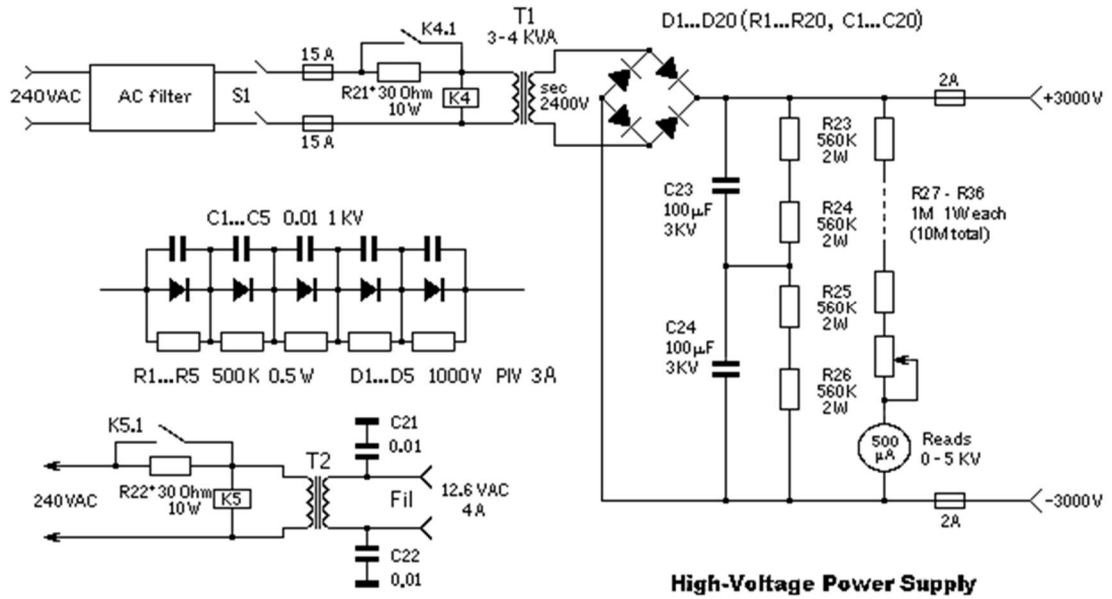 T1
3-4 KVA
D1...D20 (R1...R20, C1...C20)
K4.1
15 A
240VAC
AC filter
S1
R21*30 Ohm
10 W
K4
sec
2400V
15 A
2A
+3000V
R23
560K
2W
C23
100µF
3KV
R24
560K
2W
R27 - R36
1M 1W each
(10M total)
C1...C5 0.01 1 KV
R25
560K
2W
C24
100µF
3KV
R26
560K
2W
R1...R5 500K 0.5W D1...D5 1000V PIV 3A
K5.1
C21
0.01
500
µA
Reads
0 - 5 KV
T2
240VAC
R22*30 Ohm
10 W
K5
Fil
12.6 VAC
4 A
-3000V
2A
C22
0.01
High-Voltage Power Supply